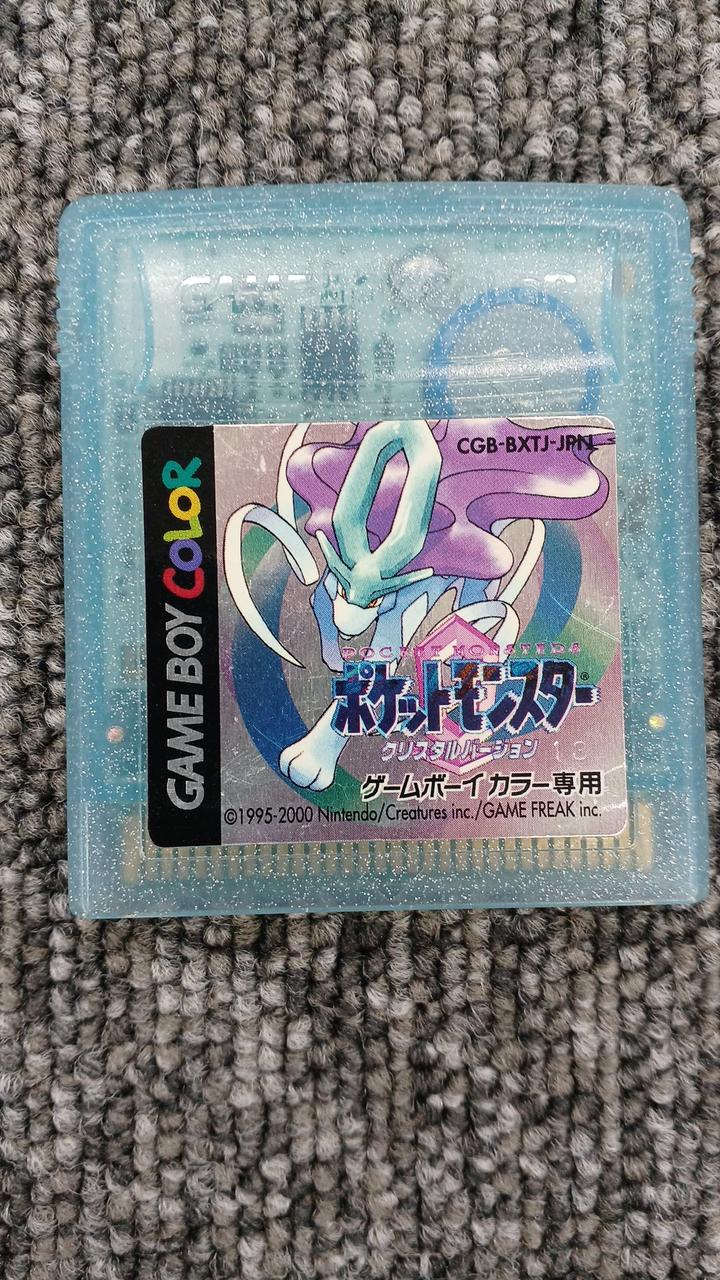 GAME
CGB-BXTJ-JPN
GAME BOY COLOR
POCKET MONSTERS
ポケットモンスター®
クリスタルバージョン 13
ゲームボーイカラー専用
©1995-2000 Nintendo/Creatures inc./GAME FREAK inc.